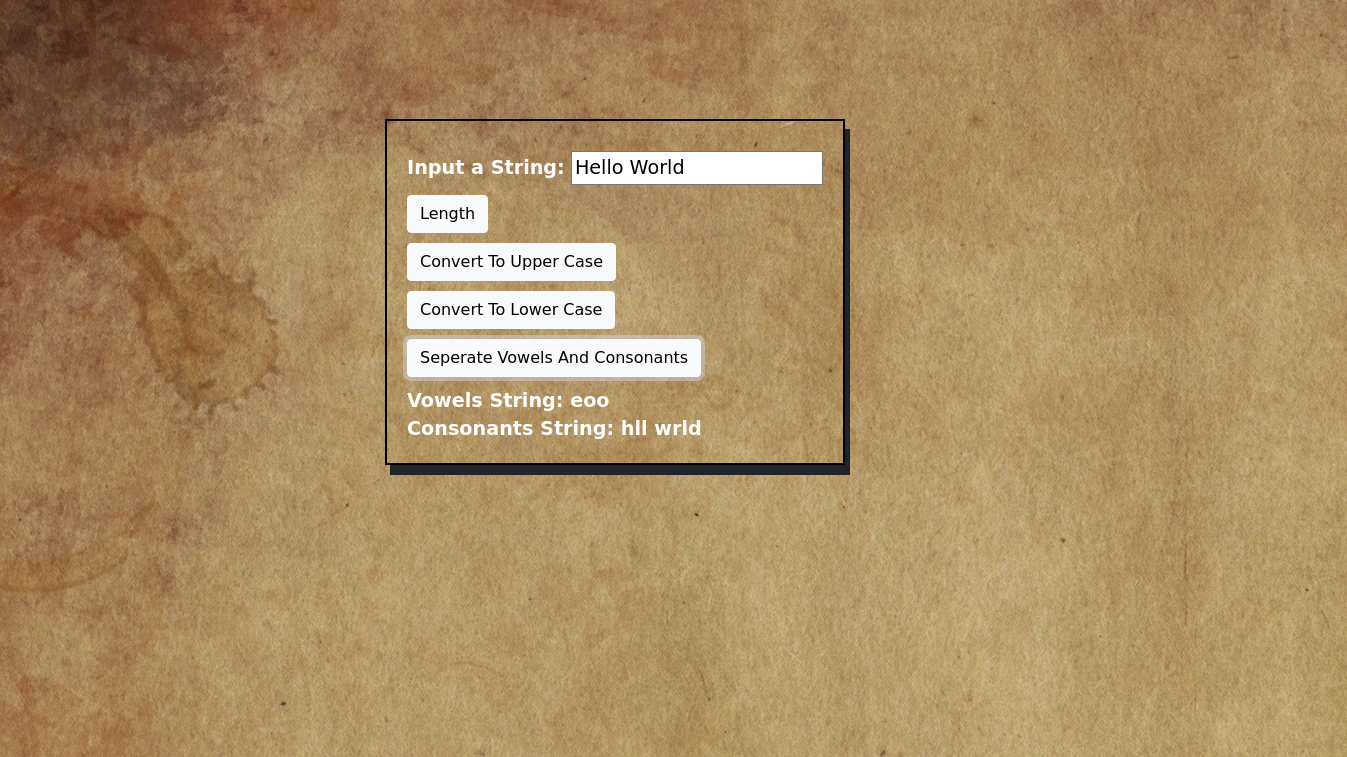 Input a String: Hello World
Length
Convert To Upper Case
Convert To Lower Case
Seperate Vowels And Consonants
Vowels String: eoo
Consonants String: hll wrld